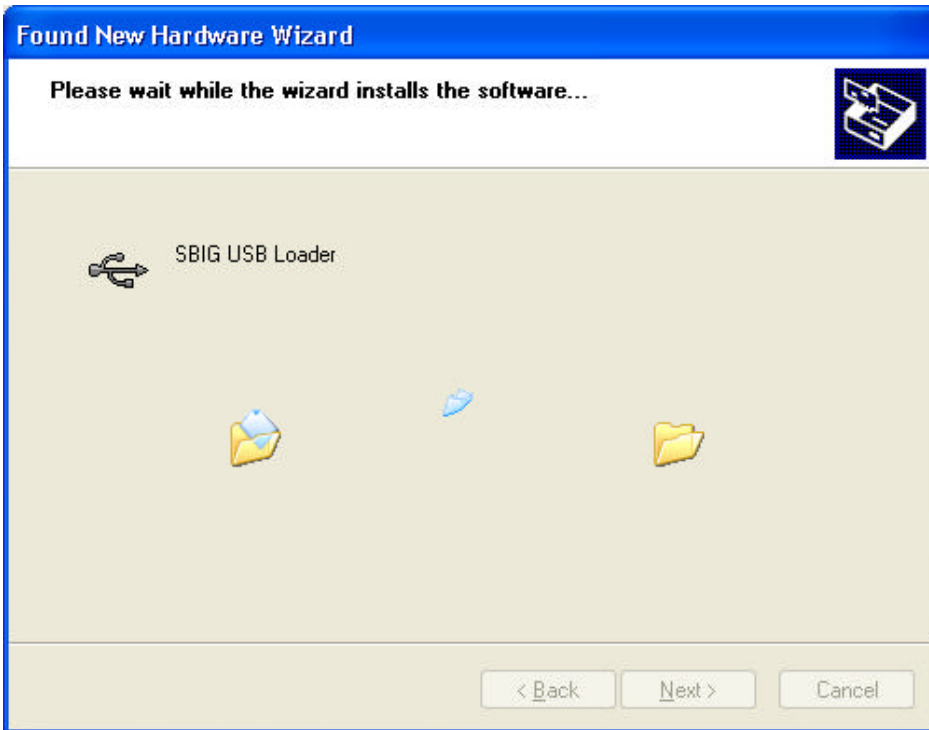 Found New Hardware Wizard
Please wait while the wizard installs the software...
SBIG USB Loader
< Back
Next >
Cancel